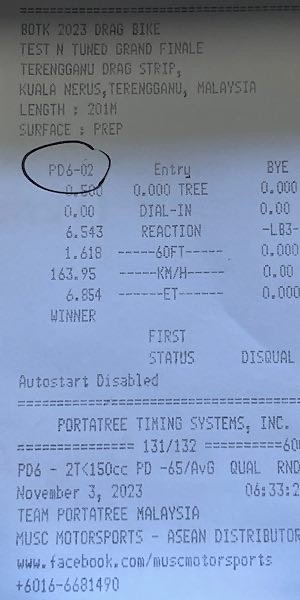 BOTK 2023 DRAG BIKE
TEST N TUNED GRAND FINALE
TERENGGANU DRAG STRIP,
KUALA NERUS,TERENGGANU, MALAYSIA
LENGTH : 201M
SURFACE : PREP
PD6-02 Entry BYE
0.500 0.000 TREE 0.000
0.00 DIAL-IN 0.00
6.543 REACTION -LB3-
1.618 -----60FT----- 0.000
163.95 -----KM/H----- 0.00
6.854 ------ET------ 0.000
WINNER
FIRST
STATUS DISQUAL
Autostart Disabled
PORTATREE TIMING SYSTEMS, INC.
=============== 131/132 ==========60
PD6 - 2T<150cc PD -65/AvG QUAL RND
November 3, 2023 06:33:2
TEAM PORTATREE MALAYSIA
MUSC MOTORSPORTS - ASEAN DISTRIBUTOR
www.facebook.com/muscmotorsports
+6016-6681490